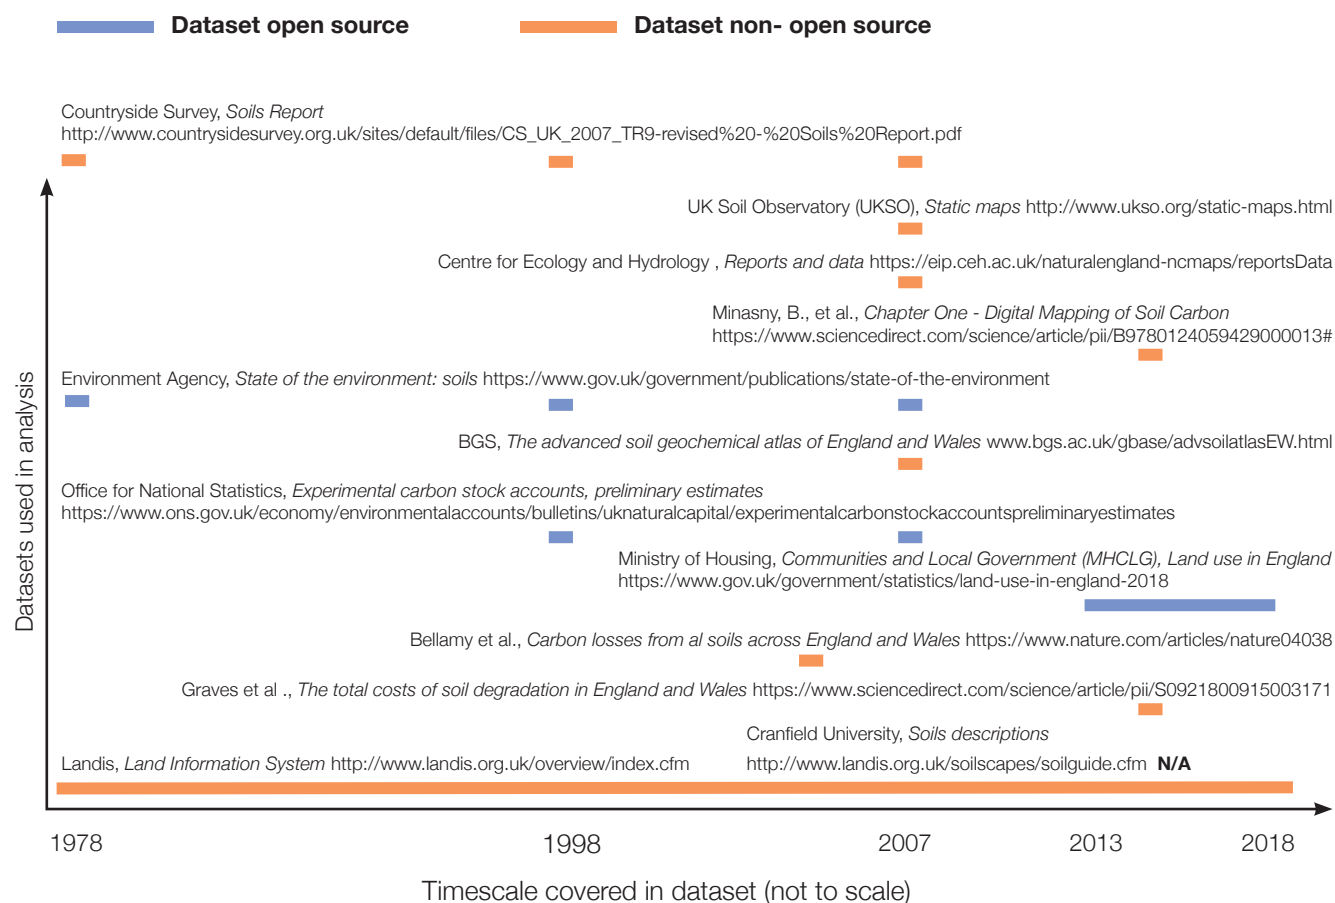 Dataset open source
Dataset non- open source
Countryside Survey, Soils Report
http://www.countrysidesurvey.org.uk/sites/default/files/CS_UK_2007_TR9-revised%20-%20Soils%20Report.pdf
UK Soil Observatory (UKSO), Static maps http://www.ukso.org/static-maps.html
Centre for Ecology and Hydrology , Reports and data https://eip.ceh.ac.uk/naturalengland-ncmaps/reportsData
Minasny, B., et al., Chapter One - Digital Mapping of Soil Carbon
https://www.sciencedirect.com/science/article/pii/B9780124059429000013#
Environment Agency, State of the environment: soils https://www.gov.uk/government/publications/state-of-the-environment
BGS, The advanced soil geochemical atlas of England and Wales www.bgs.ac.uk/gbase/advsoilatlasEW.html
Office for National Statistics, Experimental carbon stock accounts, preliminary estimates
https://www.ons.gov.uk/economy/environmentalaccounts/bulletins/uknaturalcapital/experimentalcarbonstockaccountspreliminaryestimates
Ministry of Housing, Communities and Local Government (MHCLG), Land use in England
https://www.gov.uk/government/statistics/land-use-in-england-2018
Bellamy et al., Carbon losses from al soils across England and Wales https://www.nature.com/articles/nature04038
Graves et al ., The total costs of soil degradation in England and Wales https://www.sciencedirect.com/science/article/pii/S0921800915003171
Cranfield University, Soils descriptions
http://www.landis.org.uk/soilscapes/soilguide.cfm N/A
Landis, Land Information System http://www.landis.org.uk/overview/index.cfm
Datasets used in analysis
1978
1998
2007
2013
2018
Timescale covered in dataset (not to scale)